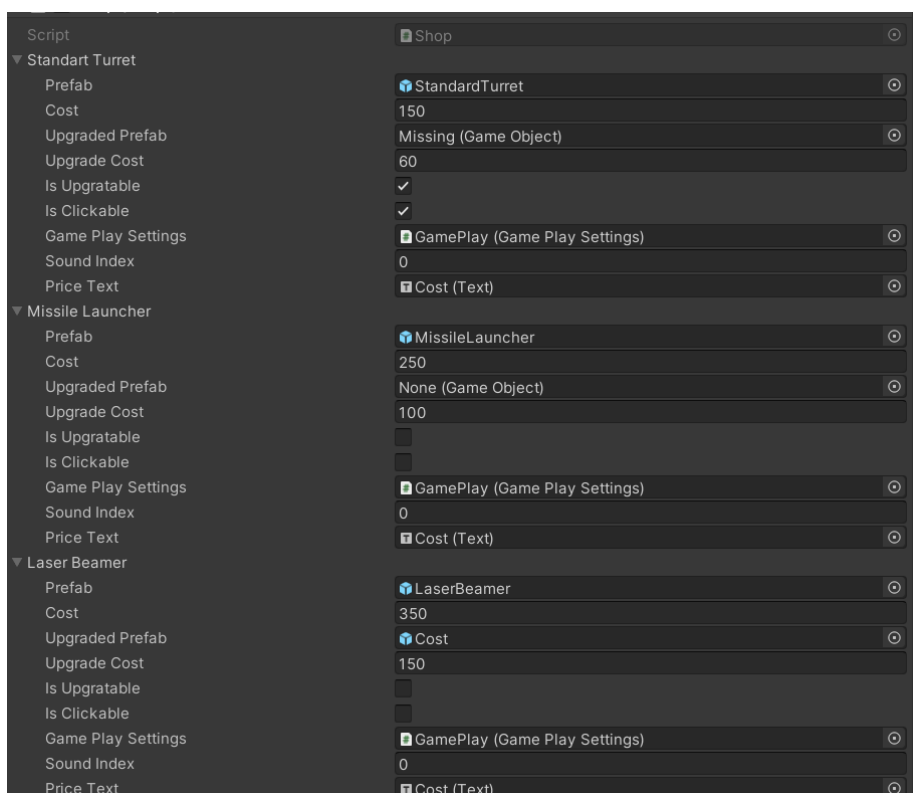 Script Shop
Standart Turret
Prefab StandardTurret
Cost 150
Upgraded Prefab Missing (Game Object)
Upgrade Cost 60
Is Upgratable
Is Clickable
Game Play Settings GamePlay (Game Play Settings)
Sound Index 0
Price Text Cost (Text)
Missile Launcher
Prefab MissileLauncher
Cost 250
Upgraded Prefab None (Game Object)
Upgrade Cost 100
Is Upgratable
Is Clickable
Game Play Settings GamePlay (Game Play Settings)
Sound Index 0
Price Text Cost (Text)
Laser Beamer
Prefab LaserBeamer
Cost 350
Upgraded Prefab Cost
Upgrade Cost 150
Is Upgratable
Is Clickable
Game Play Settings GamePlay (Game Play Settings)
Sound Index 0
Price Text Cost (Text)